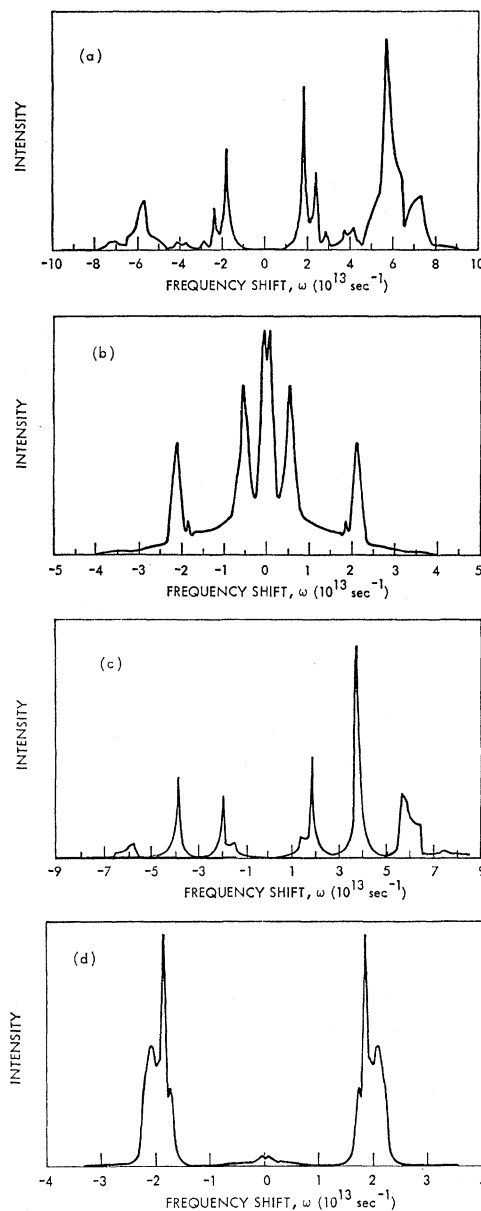 (a)
INTENSITY
-10 -8 -6 -4 -2 0 2 4 6 8 10
FREQUENCY SHIFT, ω (10¹³ sec⁻¹)
(b)
INTENSITY
-5 -4 -3 -2 -1 0 1 2 3 4 5
FREQUENCY SHIFT, ω (10¹³ sec⁻¹)
(c)
INTENSITY
-9 -7 -5 -3 -1 1 3 5 7 9
FREQUENCY SHIFT, ω (10¹³ sec⁻¹)
(d)
INTENSITY
-4 -3 -2 -1 0 1 2 3 4
FREQUENCY SHIFT, ω (10¹³ sec⁻¹)